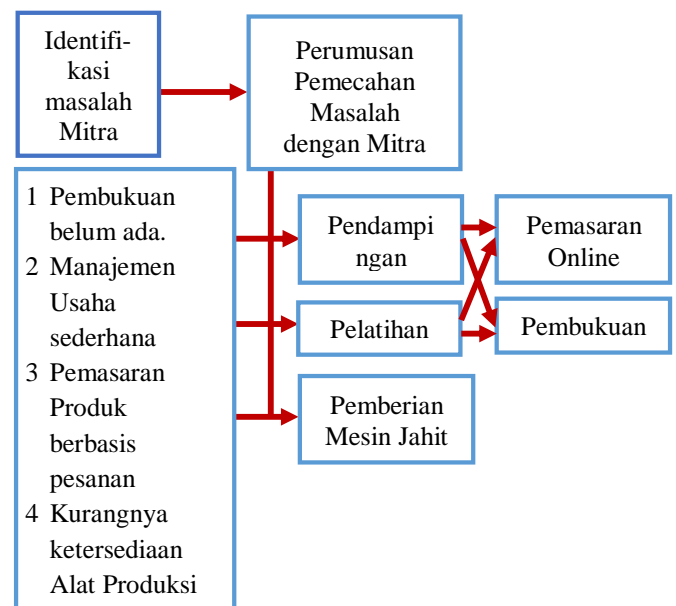 Identifi-
kasi
masalah
Mitra
Perumusan
Pemecahan
Masalah
dengan Mitra
1 Pembukuan
belum ada.
2 Manajemen
Usaha
sederhana
3 Pemasaran
Produk
berbasis
pesanan
4 Kurangnya
ketersediaan
Alat Produksi
Pendampi
ngan
Pelatihan
Pemberian
Mesin Jahit
Pemasaran
Online
Pembukuan